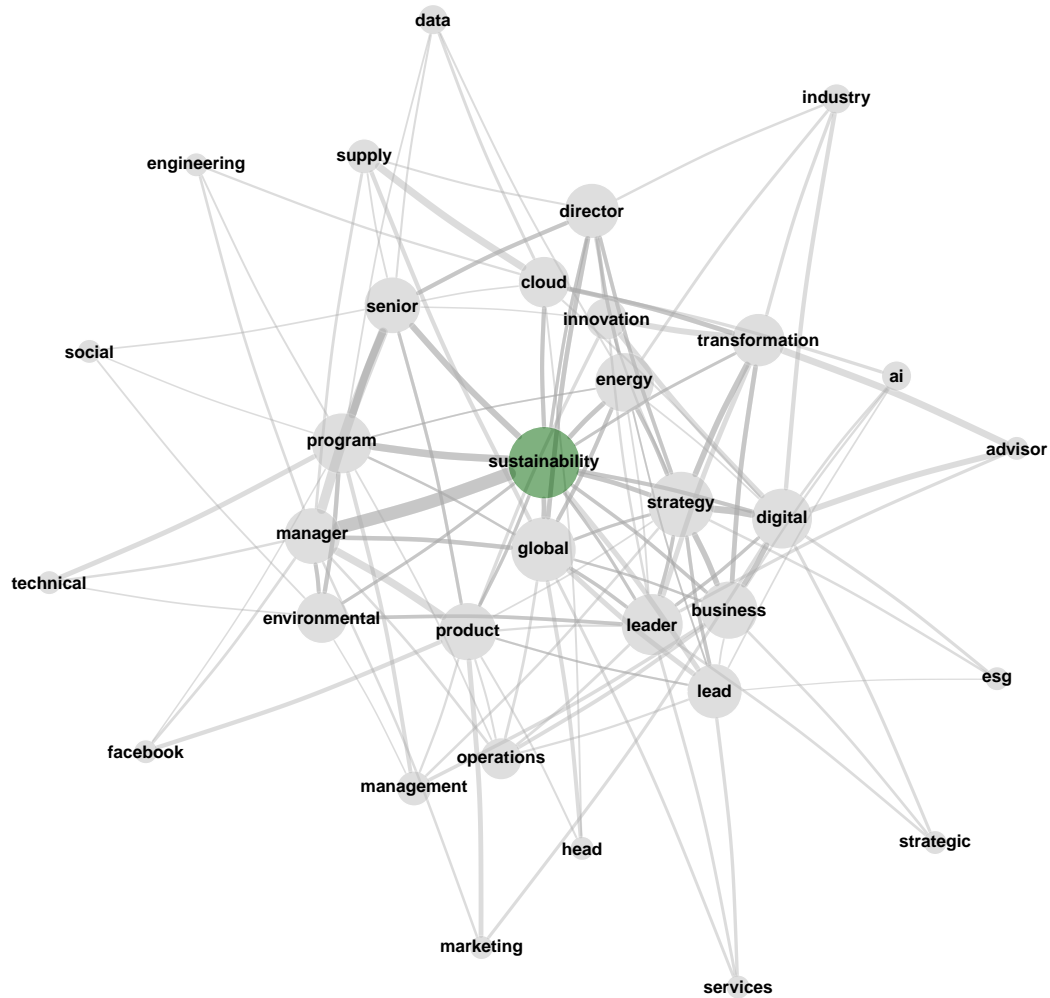 data
industry
supply
engineering
director
cloud
senior
innovation
transformation
social
energy
ai
program
advisor
sustainability
strategy
digital
manager
global
technical
environmental
business
leader
product
esg
lead
facebook
operations
management
strategic
head
marketing
services